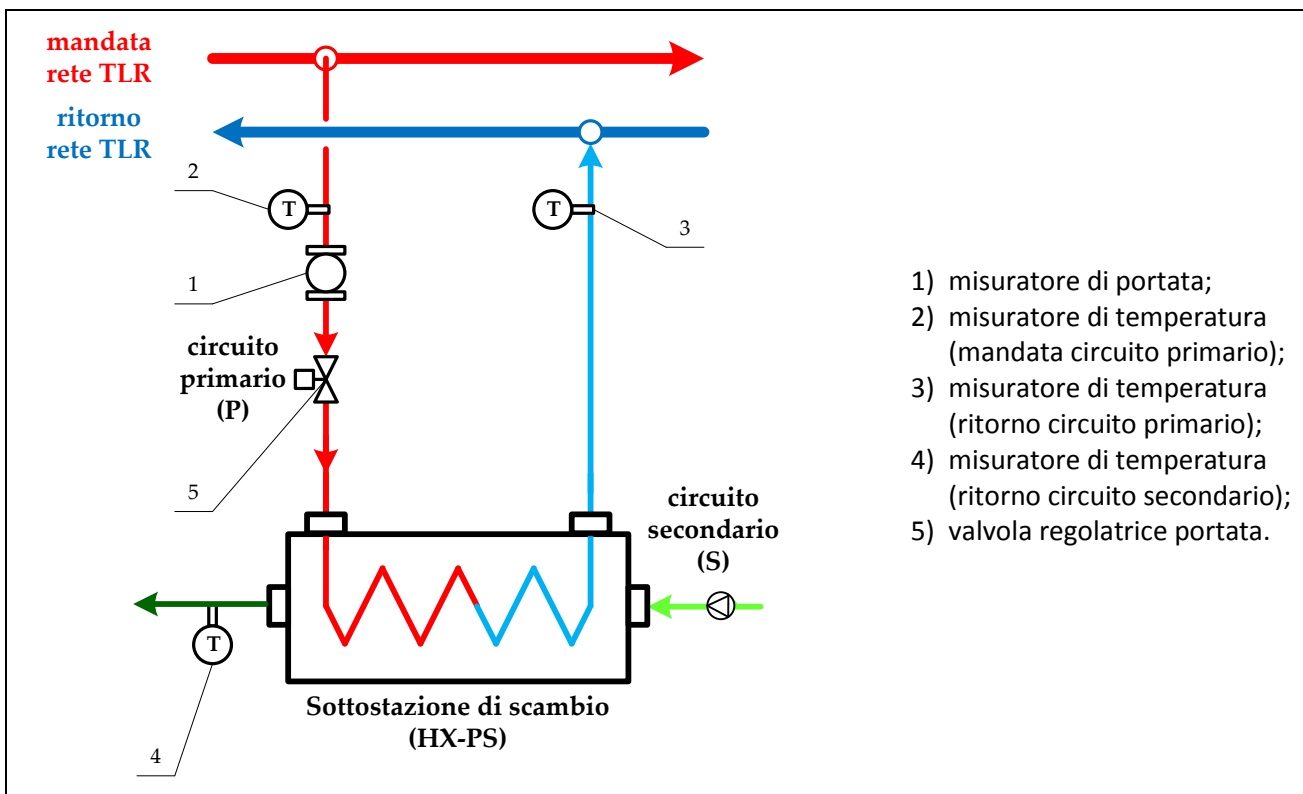 mandata
rete TLR
ritorno
rete TLR
2
T
T
3
1
circuito
primario
(P)
5
circuito
secondario
(S)
T
4
Sottostazione di scambio
(HX-PS)
1) misuratore di portata;
2) misuratore di temperatura
(mandata circuito primario);
3) misuratore di temperatura
(ritorno circuito primario);
4) misuratore di temperatura
(ritorno circuito secondario);
5) valvola regolatrice portata.